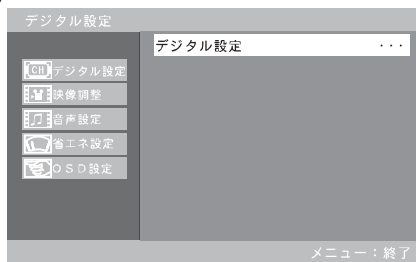 デジタル設定
デジタル設定 ・・・
CH デジタル設定
映像調整
音声設定
省エネ設定
OSD設定
メニュー：終了